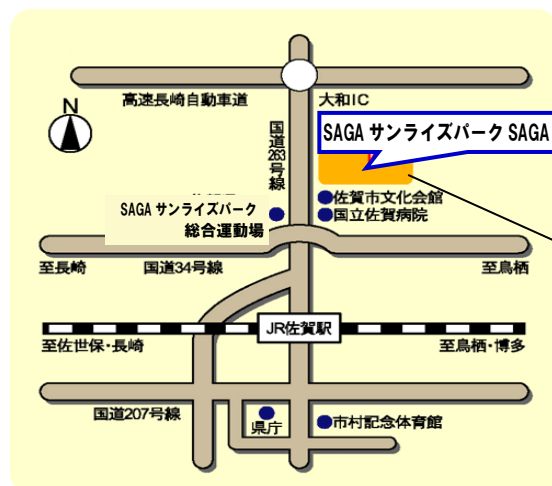 N
高速長崎自動車道
大和IC
国道263号線
SAGA サンライズパーク SAGA
佐賀市文化会館
国立佐賀病院
SAGA サンライズパーク
総合運動場
至長崎
国道34号線
至鳥栖
JR佐賀駅
至佐世保・長崎
至鳥栖・博多
国道207号線
県庁
市村記念体育館